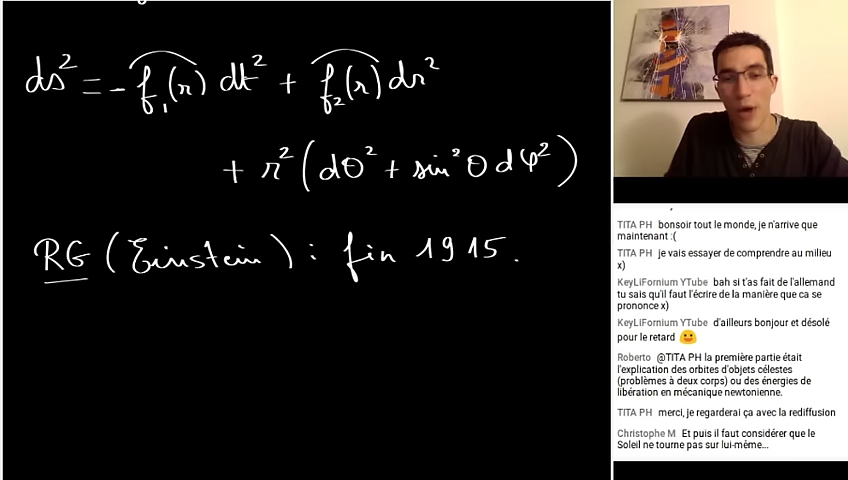 ds² = - f₁(r) dt² + f₂(r) dr²
+ r² (dθ² + sin²θ dφ²)
RG (Einstein) : fin 1915.
TITA PH bonsoir tout le monde, je n'arrive que
maintenant :(
TITA PH je vais essayer de comprendre au milieu
x)
KeyLiFornium YTube bah si t'as fait de l'allemand
tu sais qu'il faut l'écrire de la manière que ca se
prononce x)
KeyLiFornium YTube d'ailleurs bonjour et désolé
pour le retard
Roberto @TITA PH la première partie était
l'explication des orbites d'objets célestes
(problèmes à deux corps) ou des énergies de
libération en mécanique newtonienne.
TITA PH merci, je regarderai ça avec la rediffusion
Christophe M Et puis il faut considérer que le
Soleil ne tourne pas sur lui-même...